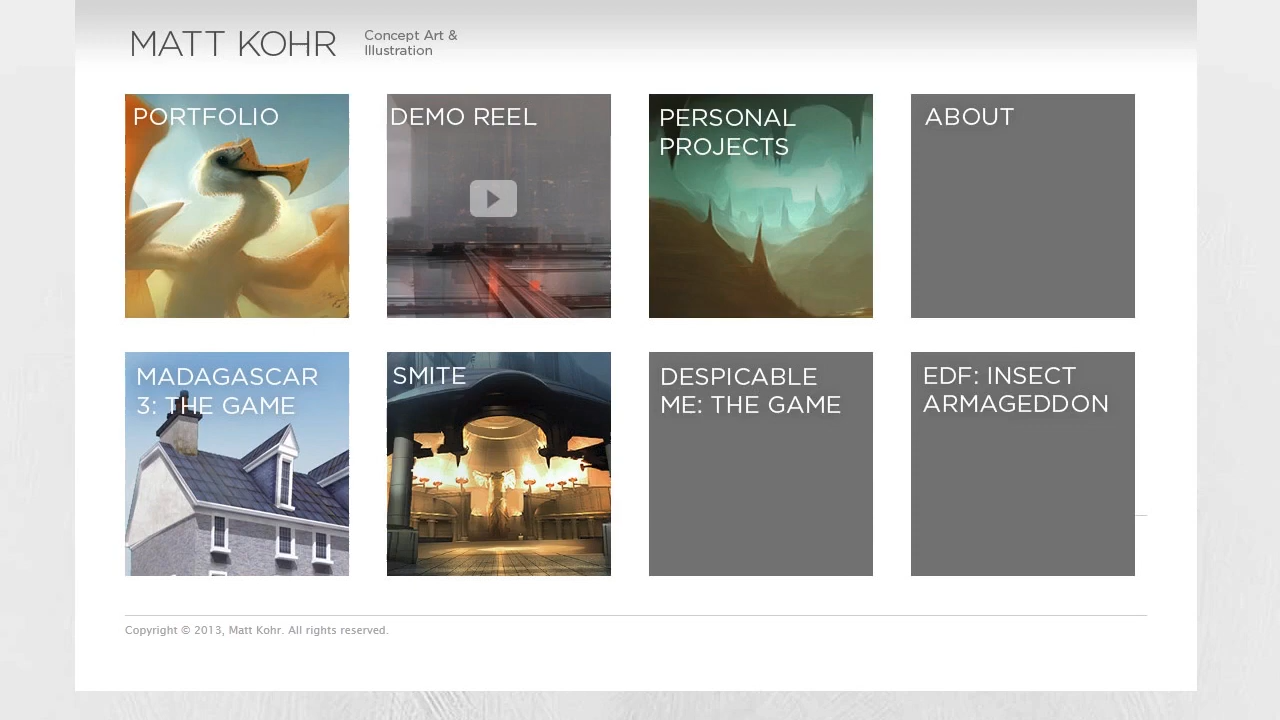 MATT KOHR
Concept Art &
Illustration
PORTFOLIO
DEMO REEL
PERSONAL
PROJECTS
ABOUT
MADAGASCAR
3: THE GAME
SMITE
DESPICABLE
ME: THE GAME
EDF: INSECT
ARMAGEDDON
Copyright © 2013, Matt Kohr. All rights reserved.